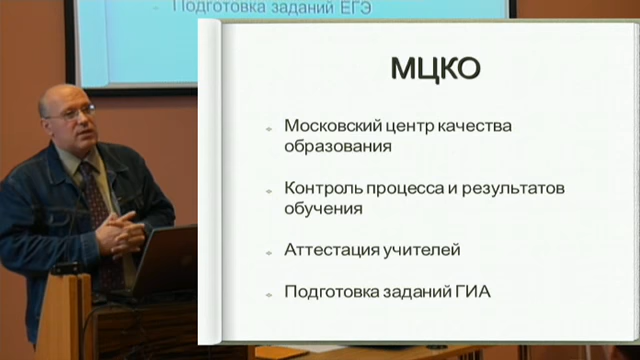 Подготовка заданий ЕГЭ
МЦКО
Московский центр качества
образования
Контроль процесса и результатов
обучения
Аттестация учителей
Подготовка заданий ГИА